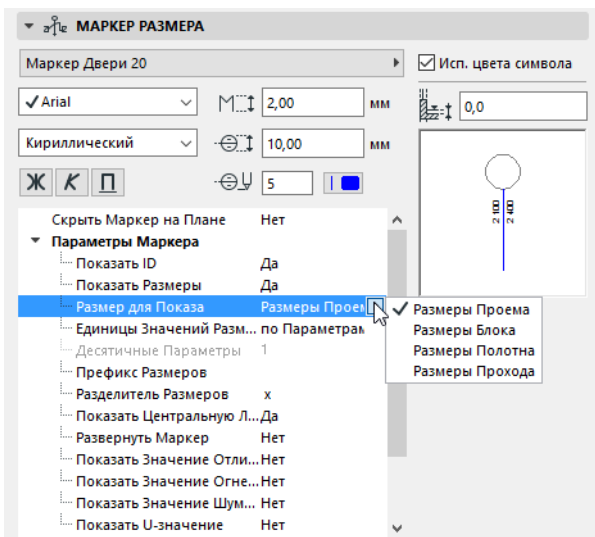 МАРКЕР РАЗМЕРА
Маркер Двери 20
Исп. цвета символа
Arial
2,00 мм
0,0
Кириллический
10,00 мм
Ж К П
5
Скрыть Маркер на Плане Нет
Параметры Маркера
Показать ID Да
Показать Размеры Да
Размер для Показа Размеры Проем
Единицы Значений Разм... по Параметрам
Десятичные Параметры 1
Префикс Размеров
Разделитель Размеров x
Показать Центральную Л... Да
Развернуть Маркер Нет
Показать Значение Отли... Нет
Показать Значение Огне... Нет
Показать Значение Шум... Нет
Показать U-значение Нет
Размеры Проема
Размеры Блока
Размеры Полотна
Размеры Прохода